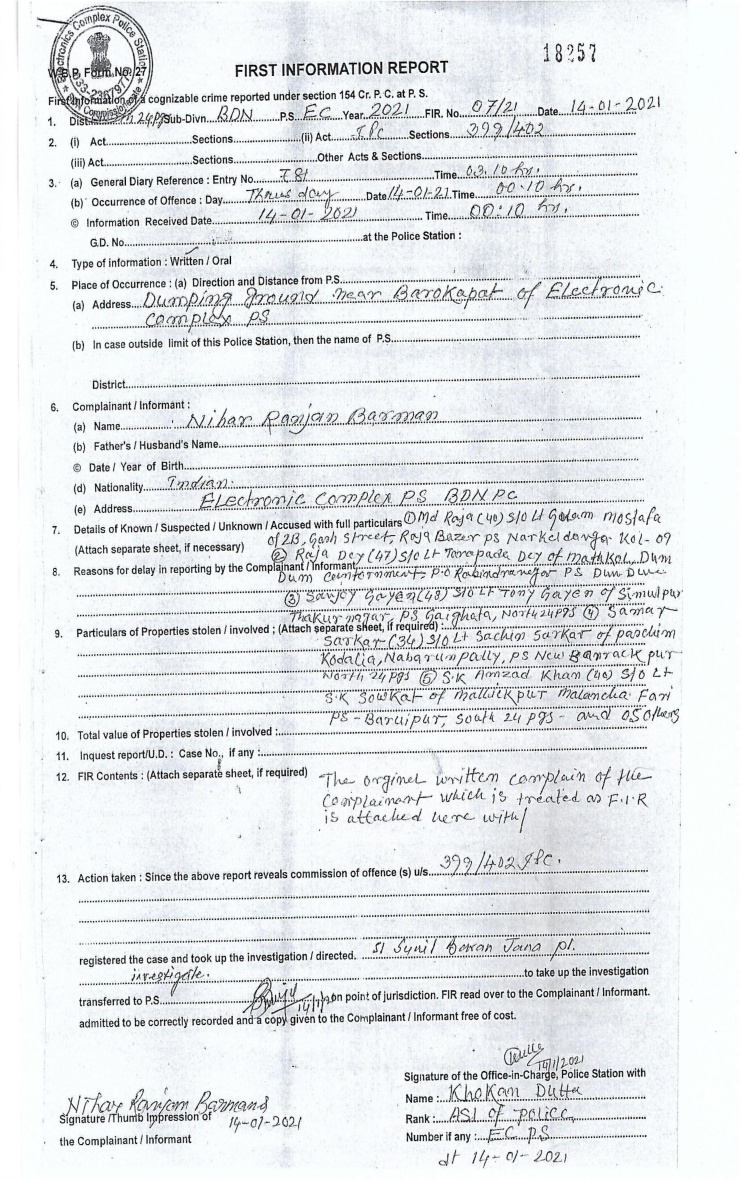 Electronics Complex Police Station
033-23679
18257
W.B.P. Form No. 27
FIRST INFORMATION REPORT
First Information of a cognizable crime reported under section 154 Cr. P. C. at P. S.
1. Dist. N 24 Pgs Sub-Divn. BDN P.S. EC Year. 2021 FIR. No. 07/21 Date. 14-01-2021
2. (i) Act Sections (ii) Act IPC Sections 399/402
(iii) Act Sections Other Acts & Sections
3. (a) General Diary Reference : Entry No. 781 Time 03.10 hr.
(b) Occurrence of Offence : Day Thrusday Date 14-01-21 Time 00.10 hr.
© Information Received Date 14-01-2021 Time 00:10 hr.
G.D. No. at the Police Station :
4. Type of information : Written / Oral
5. Place of Occurrence : (a) Direction and Distance from P.S.
(a) Address Dumping ground near Barokapat of Electronic
Complex PS
(b) In case outside limit of this Police Station, then the name of P.S.
District
6. Complainant / Informant :
(a) Name Nihar Ranjan Barman
(b) Father's / Husband's Name
© Date / Year of Birth
(d) Nationality Indian.
(e) Address Electronic Complex PS BDNPC
7. Details of Known / Suspected / Unknown / Accused with full particulars ① Md Raja (40) S/O Lt Golam Mostafa
(Attach separate sheet, if necessary) of 2B, Gash Street, Raja Bazer PS Narkeldanga Kol-09
② Raja Dey (47) S/O Lt Tarapada Dey of Mathkol, Dum
8. Reasons for delay in reporting by the Complainant / Informant Dum Cauntornment P.O Rabindranagor PS Dum Dum
③ Sanjoy Gayen (48) S/O LT Tony Gayen of Simulpur
Thakurnagar, PS Gaighata, North 24 pgs ④ Samar
9. Particulars of Properties stolen / involved ; (Attach separate sheet, if required) :
Sarkar (34) S/O Lt Sachin Sarkar of paschim
Kodalia, Nabarunpally, PS New Barrackpur
North 24 pgs ⑤ S.K Amzad Khan (40) S/O Lt
S.K Sowkat of Mallickpur Malancha Fari
PS - Baruipur, South 24 pgs - and 05 Others
10. Total value of Properties stolen / involved :
11. Inquest report/U.D. : Case No., if any :
12. FIR Contents : (Attach separate sheet, if required) The orginel written complain of the
Complainant which is treated as F.I.R
is attached here with/
13. Action taken : Since the above report reveals commission of offence (s) u/s. 399/402 IPC.
registered the case and took up the investigation / directed. SI Sunil Baran Jana pl.
investigate. to take up the investigation
transferred to P.S. on point of jurisdiction. FIR read over to the Complainant / Informant.
admitted to be correctly recorded and a copy given to the Complainant / Informant free of cost.
14/1/2021
Signature of the Office-in-Charge, Police Station with
Name : Khokan Dutta
Rank : ASI of police
Number if any : EC PS
dt 14-01-2021
Nihar Ranjan Barman
Signature /Thumb Impression of 14-01-2021
the Complainant / Informant